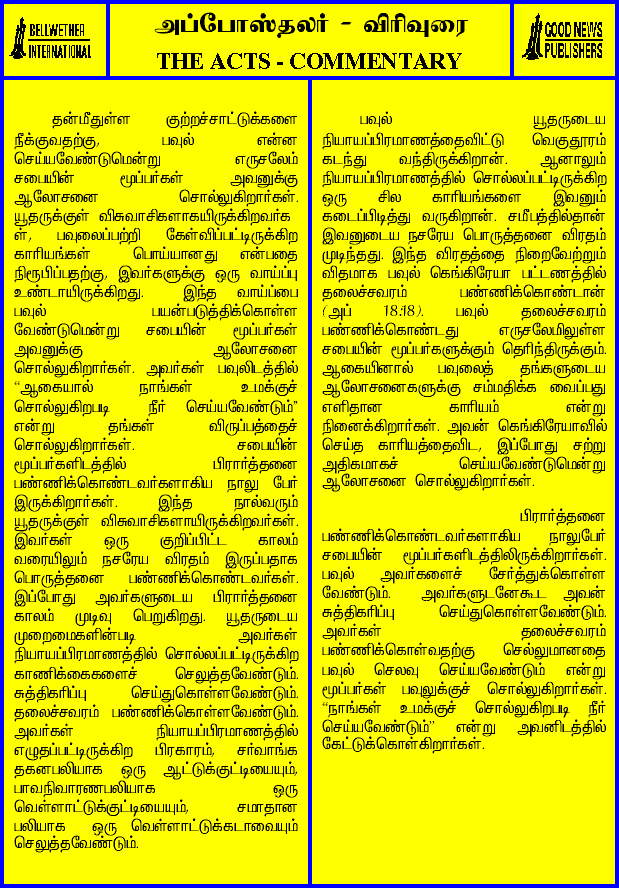 BELLWETHER
INTERNATIONAL
அப்போஸ்தலர் - விரிவுரை
THE ACTS - COMMENTARY
GOOD NEWS
PUBLISHERS
தன்மீதுள்ள குற்றச்சாட்டுக்களை
நீக்குவதற்கு, பவுல் என்ன
செய்யவேண்டுமென்று எருசலேம்
சபையின் மூப்பர்கள் அவனுக்கு
ஆலோசனை சொல்லுகிறார்கள்.
யூதருக்குள் விசுவாசிகளாகயிருக்கிறவர்க
ள், பவுலைப்பற்றி கேள்விப்பட்டிருக்கிற
காரியங்கள் பொய்யானது என்பதை
நிரூபிப்பதற்கு, இவர்களுக்கு ஒரு வாய்ப்பு
உண்டாயிருக்கிறது. இந்த வாய்ப்பை
பவுல் பயன்படுத்திக்கொள்ள
வேண்டுமென்று சபையின் மூப்பர்கள்
அவனுக்கு ஆலோசனை
சொல்லுகிறார்கள். அவர்கள் பவுலிடத்தில்
“ஆகையால் நாங்கள் உமக்குச்
சொல்லுகிறபடி நீர் செய்யவேண்டும்”
என்று தங்கள் விருப்பத்தைச்
சொல்லுகிறார்கள். சபையின்
மூப்பர்களிடத்தில் பிரார்த்தனை
பண்ணிக்கொண்டவர்களாகிய நாலு பேர்
இருக்கிறார்கள். இந்த நால்வரும்
யூதருக்குள் விசுவாசிகளாயிருக்கிறவர்கள்.
இவர்கள் ஒரு குறிப்பிட்ட காலம்
வரையிலும் நசரேய விரதம் இருப்பதாக
பொருத்தனை பண்ணிக்கொண்டவர்கள்.
இப்போது அவர்களுடைய பிரார்த்தனை
காலம் முடிவு பெறுகிறது. யூதருடைய
முறைமைகளின்படி அவர்கள்
நியாயப்பிரமாணத்தில் சொல்லப்பட்டிருக்கிற
காணிக்கைகளைச் செலுத்தவேண்டும்.
சுத்திகரிப்பு செய்துகொள்ளவேண்டும்.
தலைச்சவரம் பண்ணிக்கொள்ளவேண்டும்.
அவர்கள் நியாயப்பிரமாணத்தில்
எழுதப்பட்டிருக்கிற பிரகாரம், சர்வாங்க
தகனபலியாக ஒரு ஆட்டுக்குட்டியையும்,
பாவநிவாரணபலியாக ஒரு
வெள்ளாட்டுக்குட்டியையும், சமாதான
பலியாக ஒரு வெள்ளாட்டுக்கடாவையும்
செலுத்தவேண்டும்.
பவுல் யூதருடைய
நியாயப்பிரமாணத்தைவிட்டு வெகுதூரம்
கடந்து வந்திருக்கிறான். ஆனாலும்
நியாயப்பிரமாணத்தில் சொல்லப்பட்டிருக்கிற
ஒரு சில காரியங்களை இவனும்
கடைப்பிடித்து வருகிறான். சமீபத்தில்தான்
இவனுடைய நசரேய பொருத்தனை விரதம்
முடிந்தது. இந்த விரதத்தை நிறைவேற்றும்
விதமாக பவுல் கெங்கிரேயா பட்டணத்தில்
தலைச்சவரம் பண்ணிக்கொண்டான்
(அப் 18:18). பவுல் தலைச்சவரம்
பண்ணிக்கொண்டது எருசலேமிலுள்ள
சபையின் மூப்பர்களுக்கும் தெரிந்திருக்கும்.
ஆகையினால் பவுலைத் தங்களுடைய
ஆலோசனைகளுக்கு சம்மதிக்க வைப்பது
எளிதான காரியம் என்று
நினைக்கிறார்கள். அவன் கெங்கிரேயாவில்
செய்த காரியத்தைவிட, இப்போது சற்று
அதிகமாகச் செய்யவேண்டுமென்று
ஆலோசனை சொல்லுகிறார்கள்.
பிரார்த்தனை
பண்ணிக்கொண்டவர்களாகிய நாலுபேர்
சபையின் மூப்பர்களிடத்திலிருக்கிறார்கள்.
பவுல் அவர்களைச் சேர்த்துக்கொள்ள
வேண்டும். அவர்களுடனேகூட அவன்
சுத்திகரிப்பு செய்துகொள்ளவேண்டும்.
அவர்கள் தலைச்சவரம்
பண்ணிக்கொள்வதற்கு செல்லுமானதை
பவுல் செலவு செய்யவேண்டும் என்று
மூப்பர்கள் பவுலுக்குச் சொல்லுகிறார்கள்.
“நாங்கள் உமக்குச் சொல்லுகிறபடி நீர்
செய்யவேண்டும்” என்று அவனிடத்தில்
கேட்டுக்கொள்கிறார்கள்.